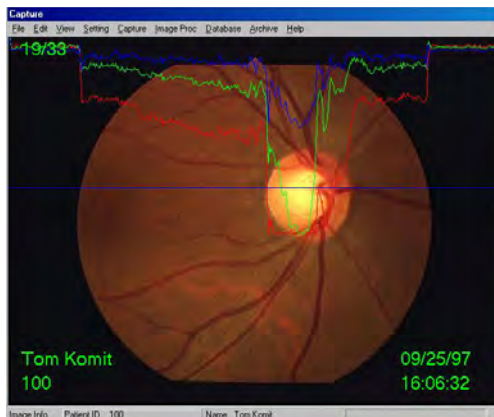 Capture
File Edit View Setting Capture Image Proc Database Archive Help
19/33
Tom Komit 09/25/97
100 16:06:32
Image Info Patient ID 100 Name Tom Komit